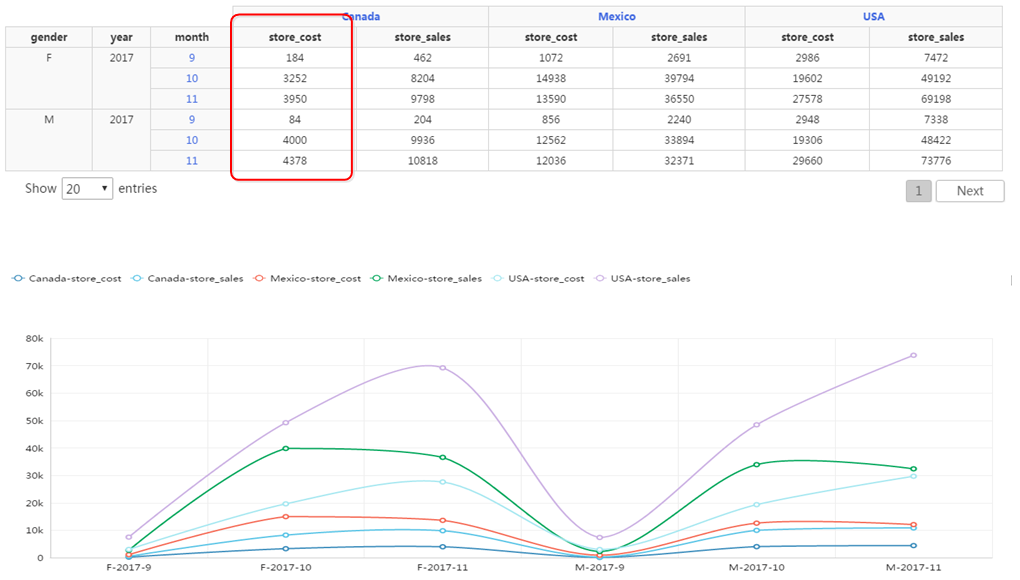 Canada Mexico USA
gender year month store_cost store_sales store_cost store_sales store_cost store_sales
F 2017 9 184 462 1072 2691 2986 7472
10 3252 8204 14938 39794 19602 49192
11 3950 9798 13590 36550 27578 69198
M 2017 9 84 204 856 2240 2948 7338
10 4000 9936 12562 33894 19306 48422
11 4378 10818 12036 32371 29660 73776
Show 20 entries 1 Next
Canada-store_cost Canada-store_sales Mexico-store_cost Mexico-store_sales USA-store_cost USA-store_sales
80k
70k
60k
50k
40k
30k
20k
10k
0
F-2017-9 F-2017-10 F-2017-11 M-2017-9 M-2017-10 M-2017-11